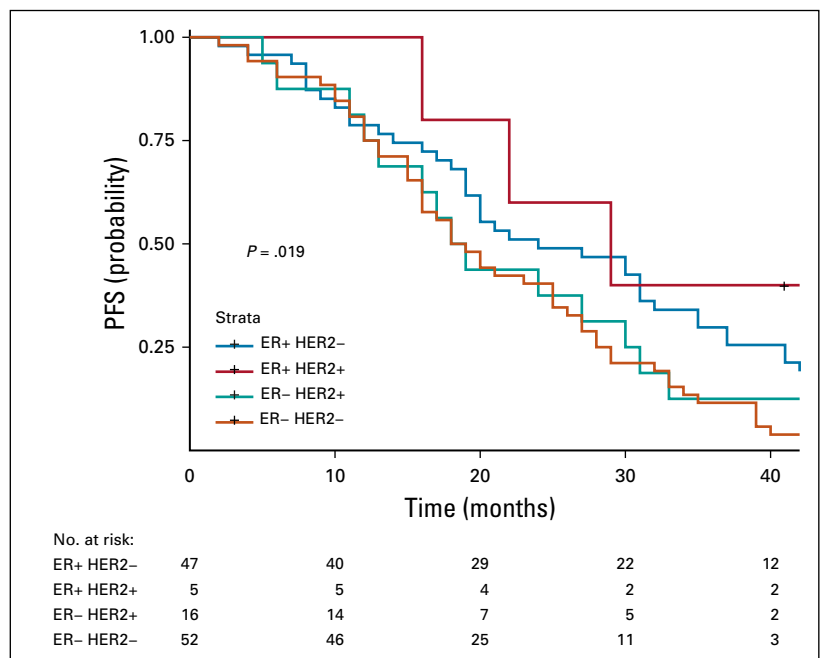 1.00
0.75
0.50
0.25
PFS (probability)
P = .019
Strata
ER+ HER2−
ER+ HER2+
ER− HER2+
ER− HER2−
0 10 20 30 40
Time (months)
No. at risk:
ER+ HER2− 47 40 29 22 12
ER+ HER2+ 5 5 4 2 2
ER− HER2+ 16 14 7 5 2
ER− HER2− 52 46 25 11 3